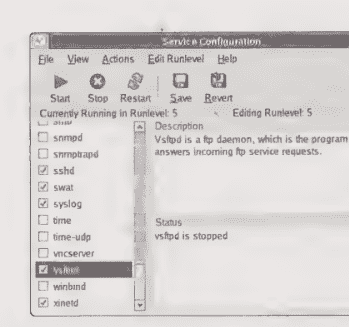 Service Configuration
File View Actions Edit Runlevel Help
Start Stop Restart Save Revert
Currently Running in Runlevel: 5 Editing Runlevel: 5
Description
Vsftpd is a ftp daemon, which is the program
answers incoming ftp service requests.
snmpd
snmptrapd
sshd
swat
syslog
time
time-udp
vncserver
vsftpd
winbind
xinetd
Status
vsftpd is stopped